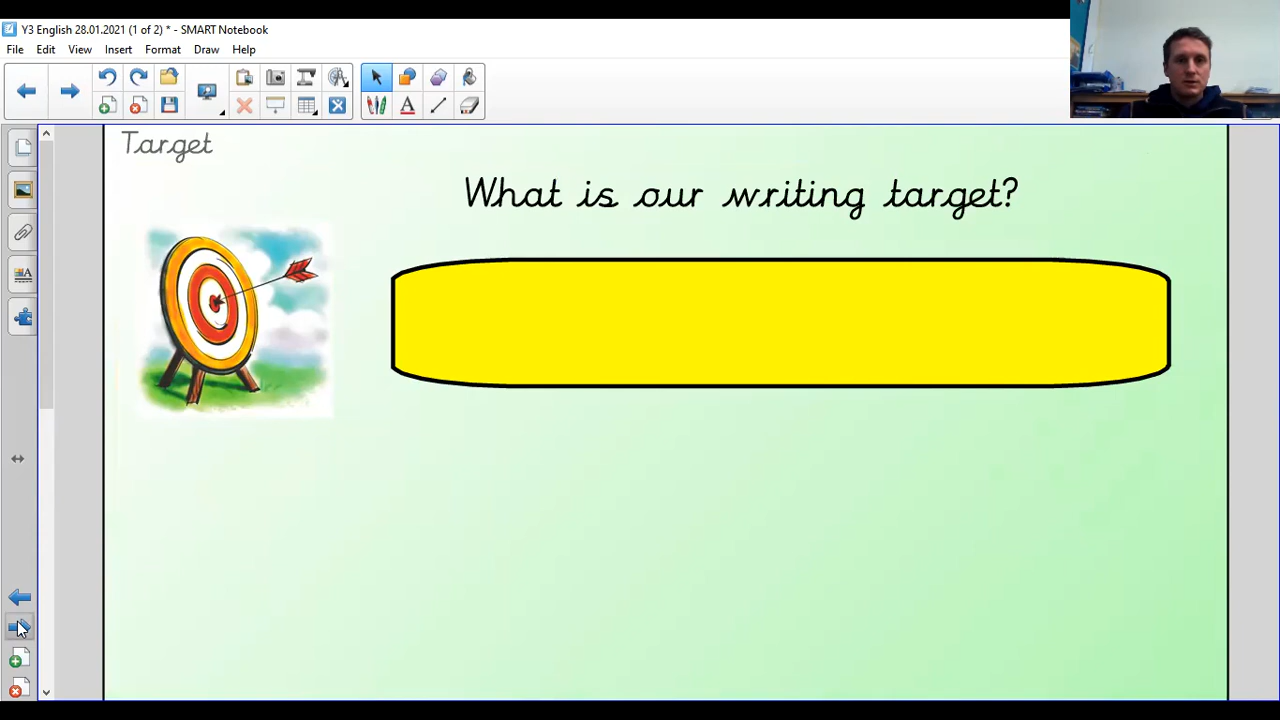 Y3 English 28.01.2021 (1 of 2) * - SMART Notebook
File Edit View Insert Format Draw Help
Target
What is our writing target?